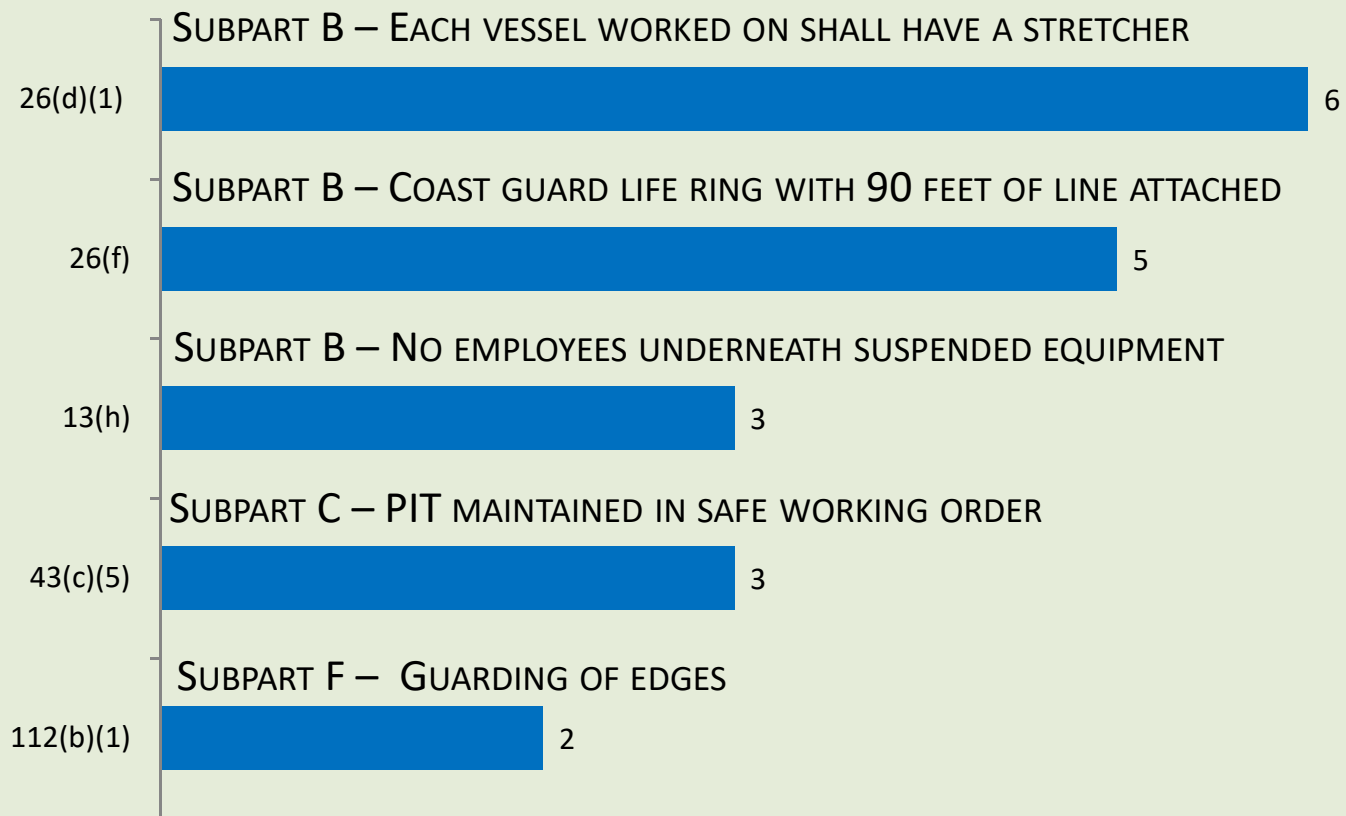 SUBPART B – EACH VESSEL WORKED ON SHALL HAVE A STRETCHER
26(d)(1)
6
SUBPART B – COAST GUARD LIFE RING WITH 90 FEET OF LINE ATTACHED
26(f)
5
SUBPART B – NO EMPLOYEES UNDERNEATH SUSPENDED EQUIPMENT
13(h)
3
SUBPART C – PIT MAINTAINED IN SAFE WORKING ORDER
43(c)(5)
3
SUBPART F – GUARDING OF EDGES
112(b)(1)
2